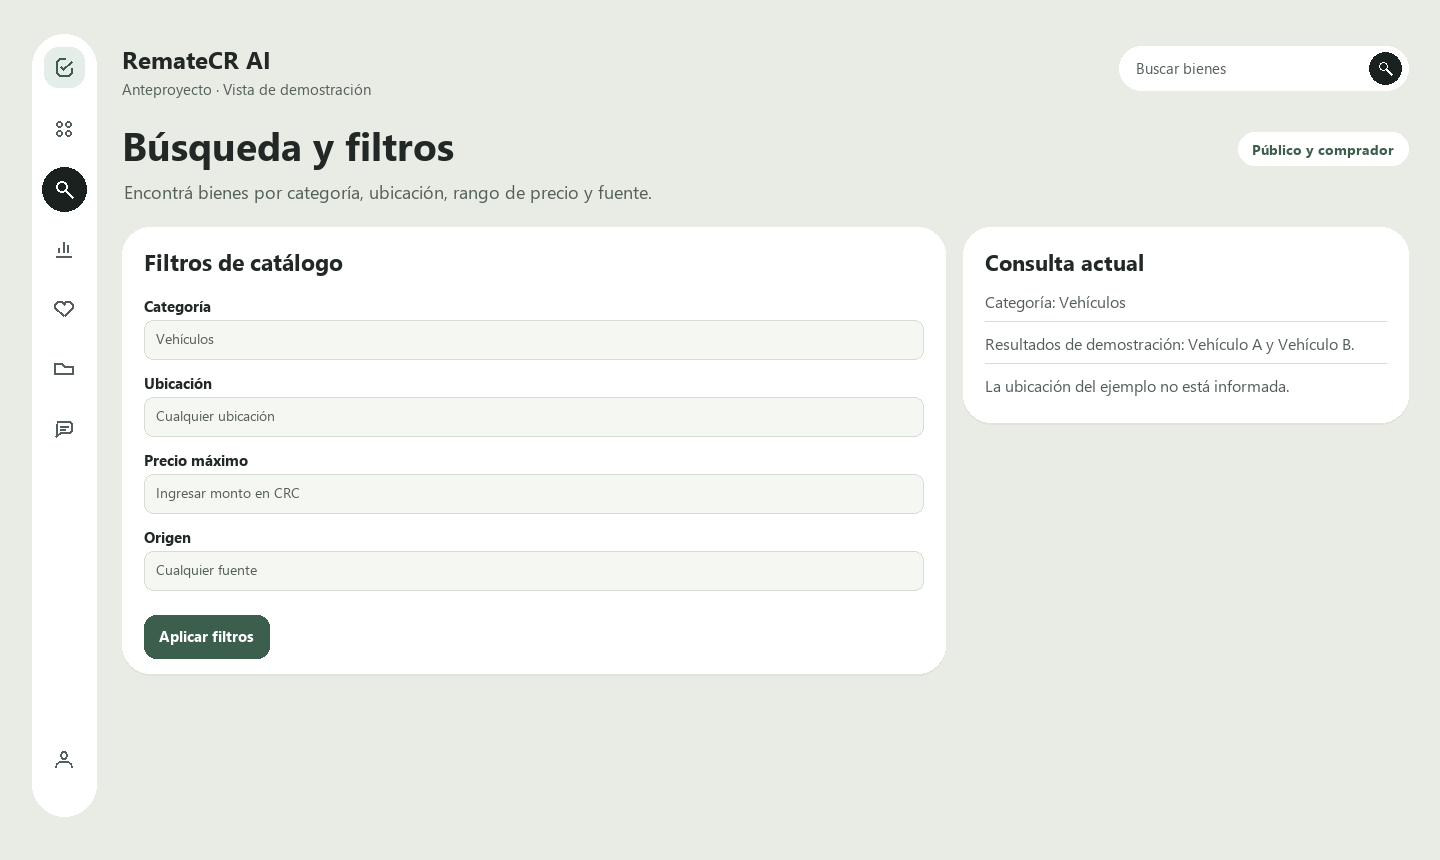 RemateCR AI
Anteproyecto · Vista de demostración
Buscar bienes
Búsqueda y filtros
Público y comprador
Encontrá bienes por categoría, ubicación, rango de precio y fuente.
Filtros de catálogo
Categoría
Vehículos
Ubicación
Cualquier ubicación
Precio máximo
Ingresar monto en CRC
Origen
Cualquier fuente
Aplicar filtros
Consulta actual
Categoría: Vehículos
Resultados de demostración: Vehículo A y Vehículo B.
La ubicación del ejemplo no está informada.